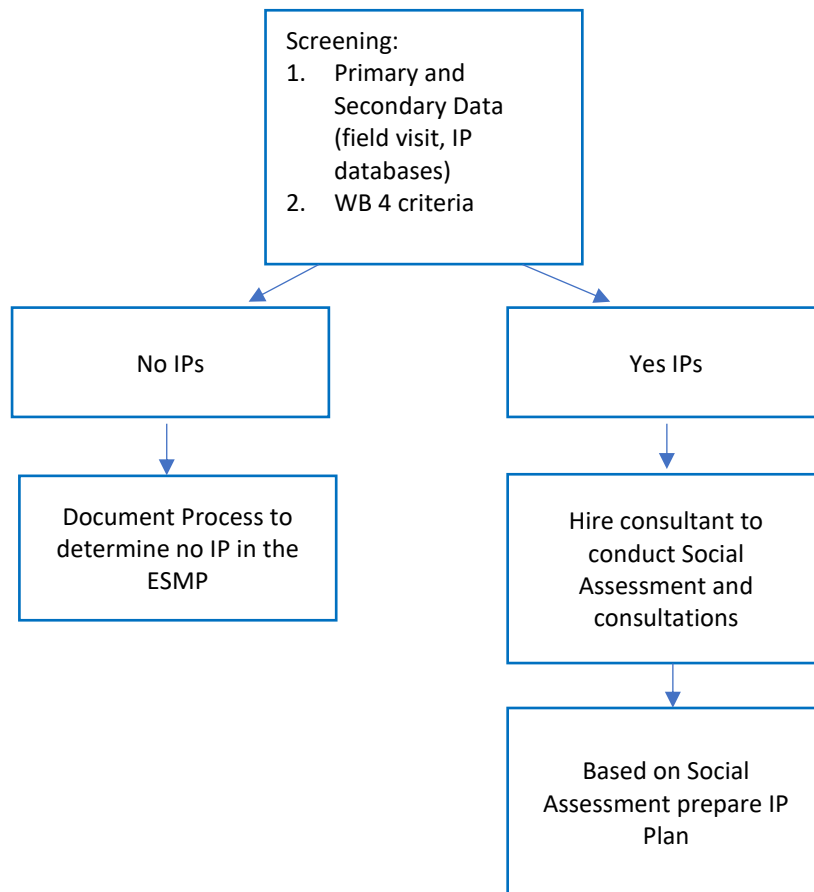 Screening:
1. Primary and
Secondary Data
(field visit, IP
databases)
2. WB 4 criteria
No IPs
Yes IPs
Document Process to
determine no IP in the
ESMP
Hire consultant to
conduct Social
Assessment and
consultations
Based on Social
Assessment prepare IP
Plan